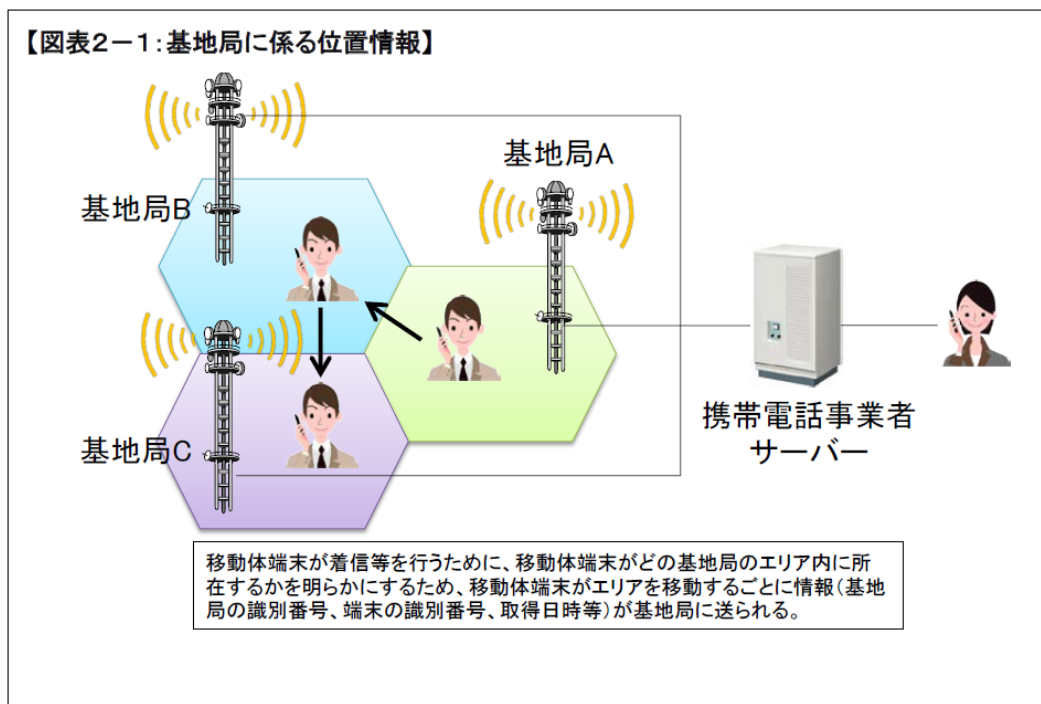 【図表2-1:基地局に係る位置情報】
基地局A
基地局B
基地局C
携帯電話事業者
サーバー
移動体端末が着信等を行うために、移動体端末がどの基地局のエリア内に所
在するかを明らかにするため、移動体端末がエリアを移動するごとに情報(基地
局の識別番号、端末の識別番号、取得日時等)が基地局に送られる。